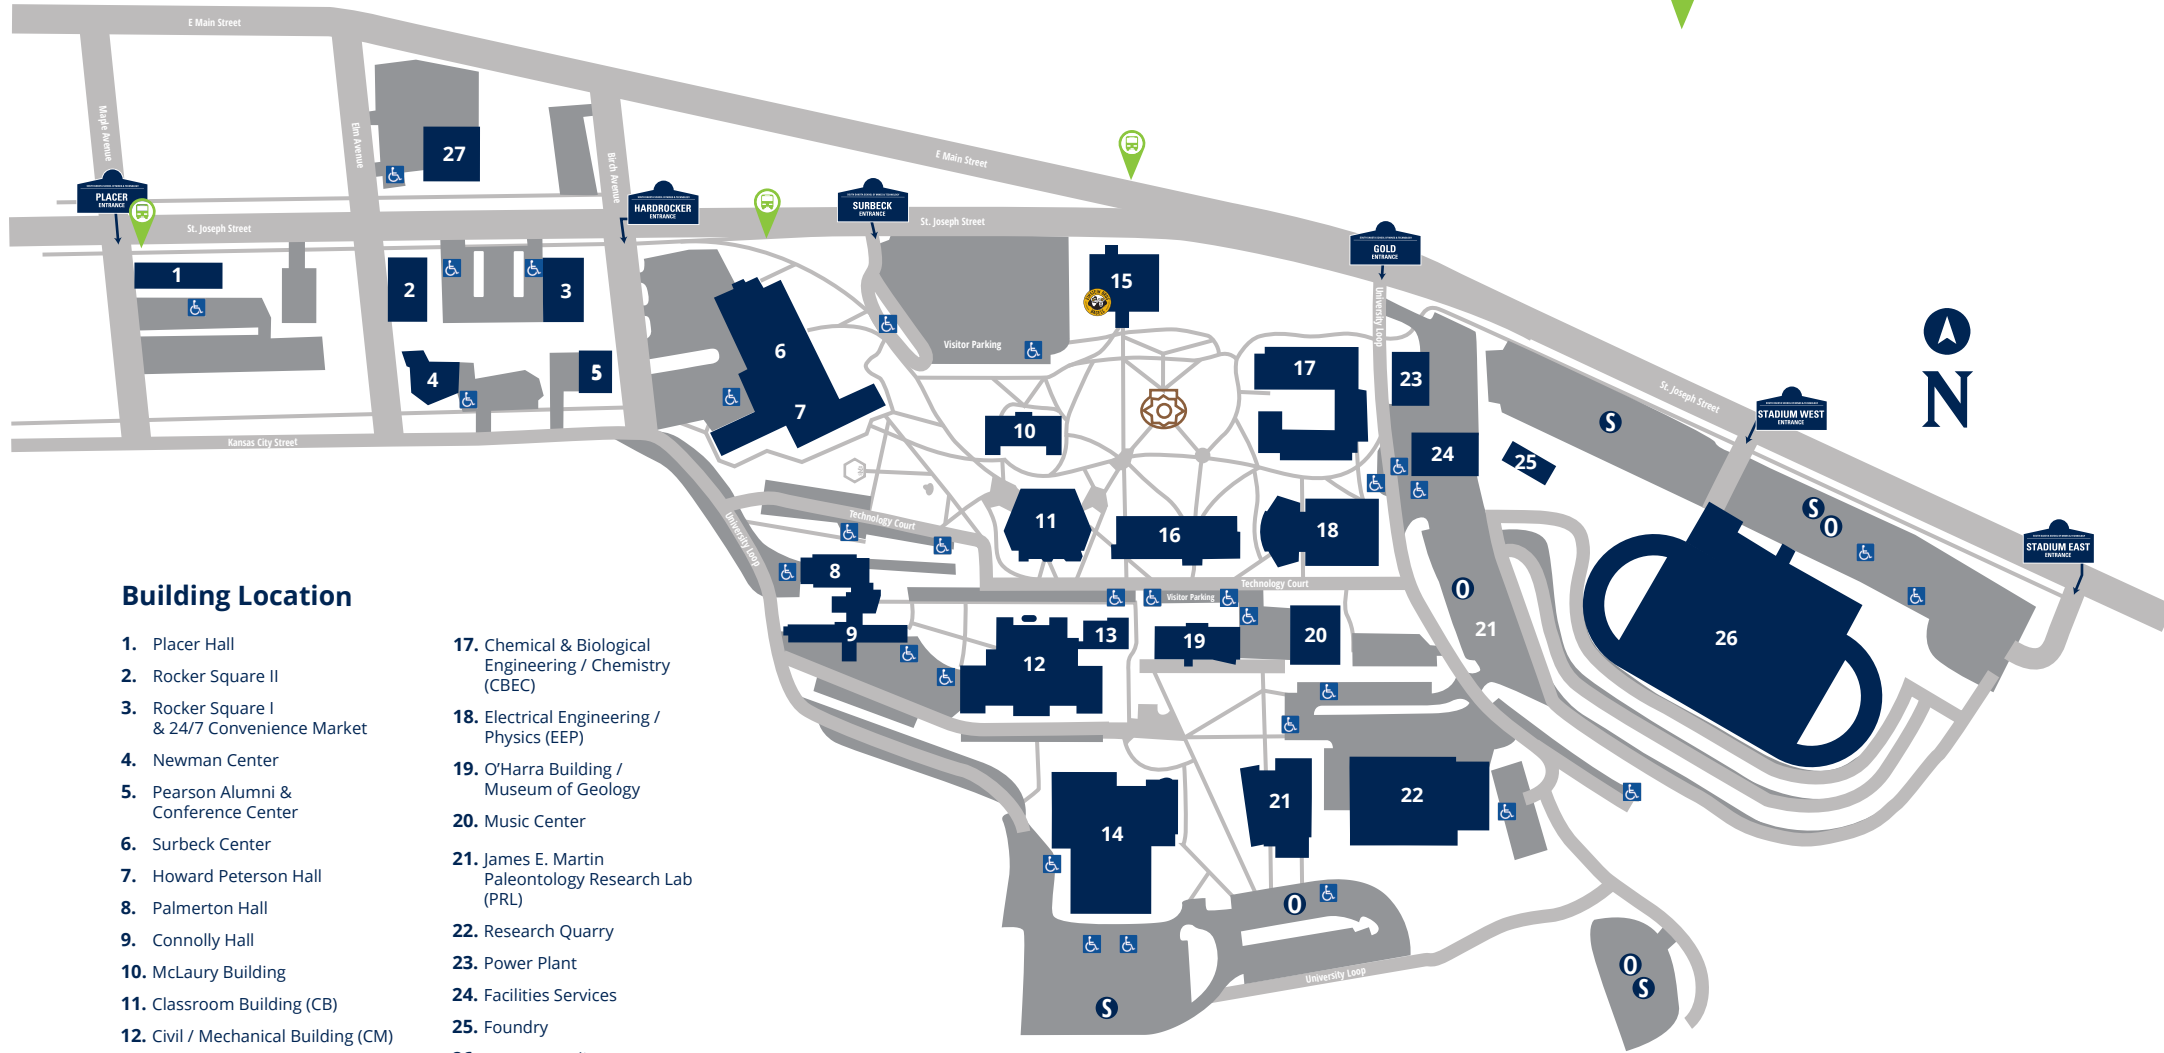 E Main Street
Maple Avenue
Elm Avenue
Birth Avenue
27
PLACER
ENTRANCE
HARDROCKER
ENTRANCE
SURBECK
ENTRANCE
E Main Street
St. Joseph Street
St. Joseph Street
GOLD
ENTRANCE
University Loop
1
2
3
4
5
6
7
15
Visitor Parking
10
17
23
24
25
S
St. Joseph Street
STADIUM WEST
ENTRANCE
N
Kansas City Street
Technology Court
University Loop
11
16
18
S
O
STADIUM EAST
ENTRANCE
8
9
Technology Court
Visitor Parking
O
21
12
13
19
20
26
14
21
22
O
S
University Loop
O
S
Building Location
1. Placer Hall
2. Rocker Square II
3. Rocker Square I
& 24/7 Convenience Market
4. Newman Center
5. Pearson Alumni &
Conference Center
6. Surbeck Center
7. Howard Peterson Hall
8. Palmerton Hall
9. Connolly Hall
10. McLaury Building
11. Classroom Building (CB)
12. Civil / Mechanical Building (CM)
17. Chemical & Biological
Engineering / Chemistry
(CBEC)
18. Electrical Engineering /
Physics (EEP)
19. O'Harra Building /
Museum of Geology
20. Music Center
21. James E. Martin
Paleontology Research Lab
(PRL)
22. Research Quarry
23. Power Plant
24. Facilities Services
25. Foundry